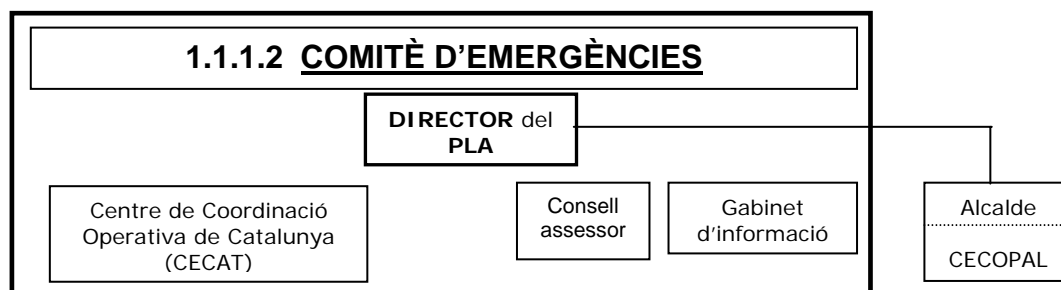 1.1.1.2 COMITÈ D'EMERGÈNCIES
DIRECTOR del
PLA
Centre de Coordinació
Operativa de Catalunya
(CECAT)
Consell
assessor
Gabinet
d'informació
Alcalde
CECOPAL